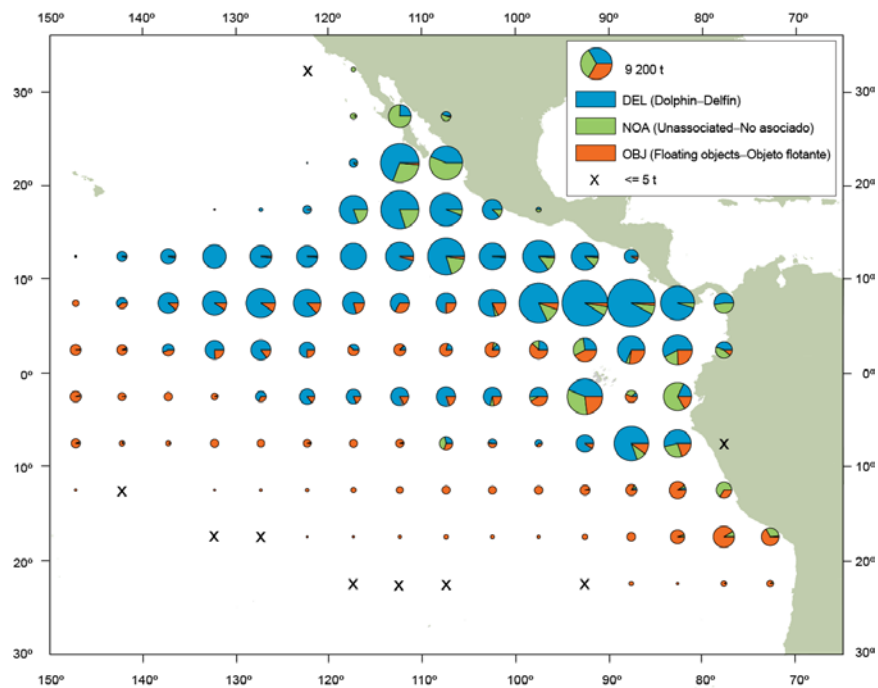 150º 140º 130º 120º 110º 100º 90º 80º 70º
9 200 t
DEL (Dolphin–Delfín)
NOA (Unassociated–No asociado)
OBJ (Floating objects–Objeto flotante)
X <= 5 t
X
30º 30º
20º 20º
10º 10º
0º 0º
X
10º 10º
X
X X
20º 20º
X X X X
30º 30º
150º 140º 130º 120º 110º 100º 90º 80º 70º